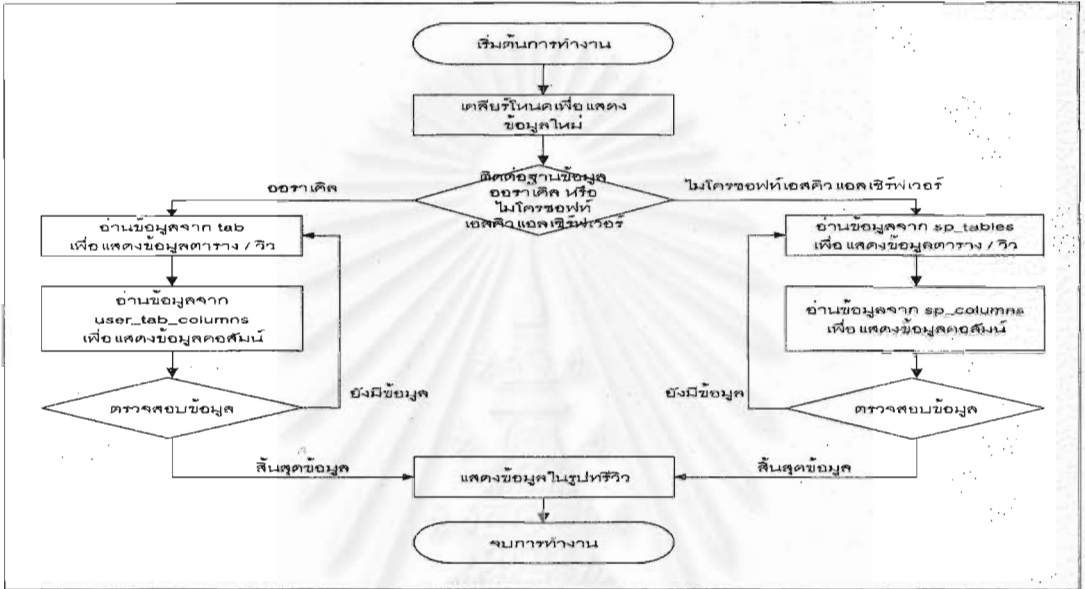 เริ่มต้นการทำงาน
เคลียร์โหนดเพื่อแสดง
ข้อมูลใหม่
ติดต่อฐานข้อมูล
ออราเคิล หรือ
ไมโครซอฟท์
เอสคิวแอลเซิร์ฟเวอร์
ออราเคิล
ไมโครซอฟท์เอสคิวแอลเซิร์ฟเวอร์
อ่านข้อมูลจาก tab
เพื่อแสดงข้อมูลตาราง / วิว
อ่านข้อมูลจาก sp_tables
เพื่อแสดงข้อมูลตาราง / วิว
อ่านข้อมูลจาก
user_tab_columns
เพื่อแสดงข้อมูลคอลัมน์
อ่านข้อมูลจาก sp_columns
เพื่อแสดงข้อมูลคอลัมน์
ยังมีข้อมูล
ยังมีข้อมูล
ตรวจสอบข้อมูล
ตรวจสอบข้อมูล
สิ้นสุดข้อมูล
สิ้นสุดข้อมูล
แสดงข้อมูลในรูปทรีวิว
จบการทำงาน